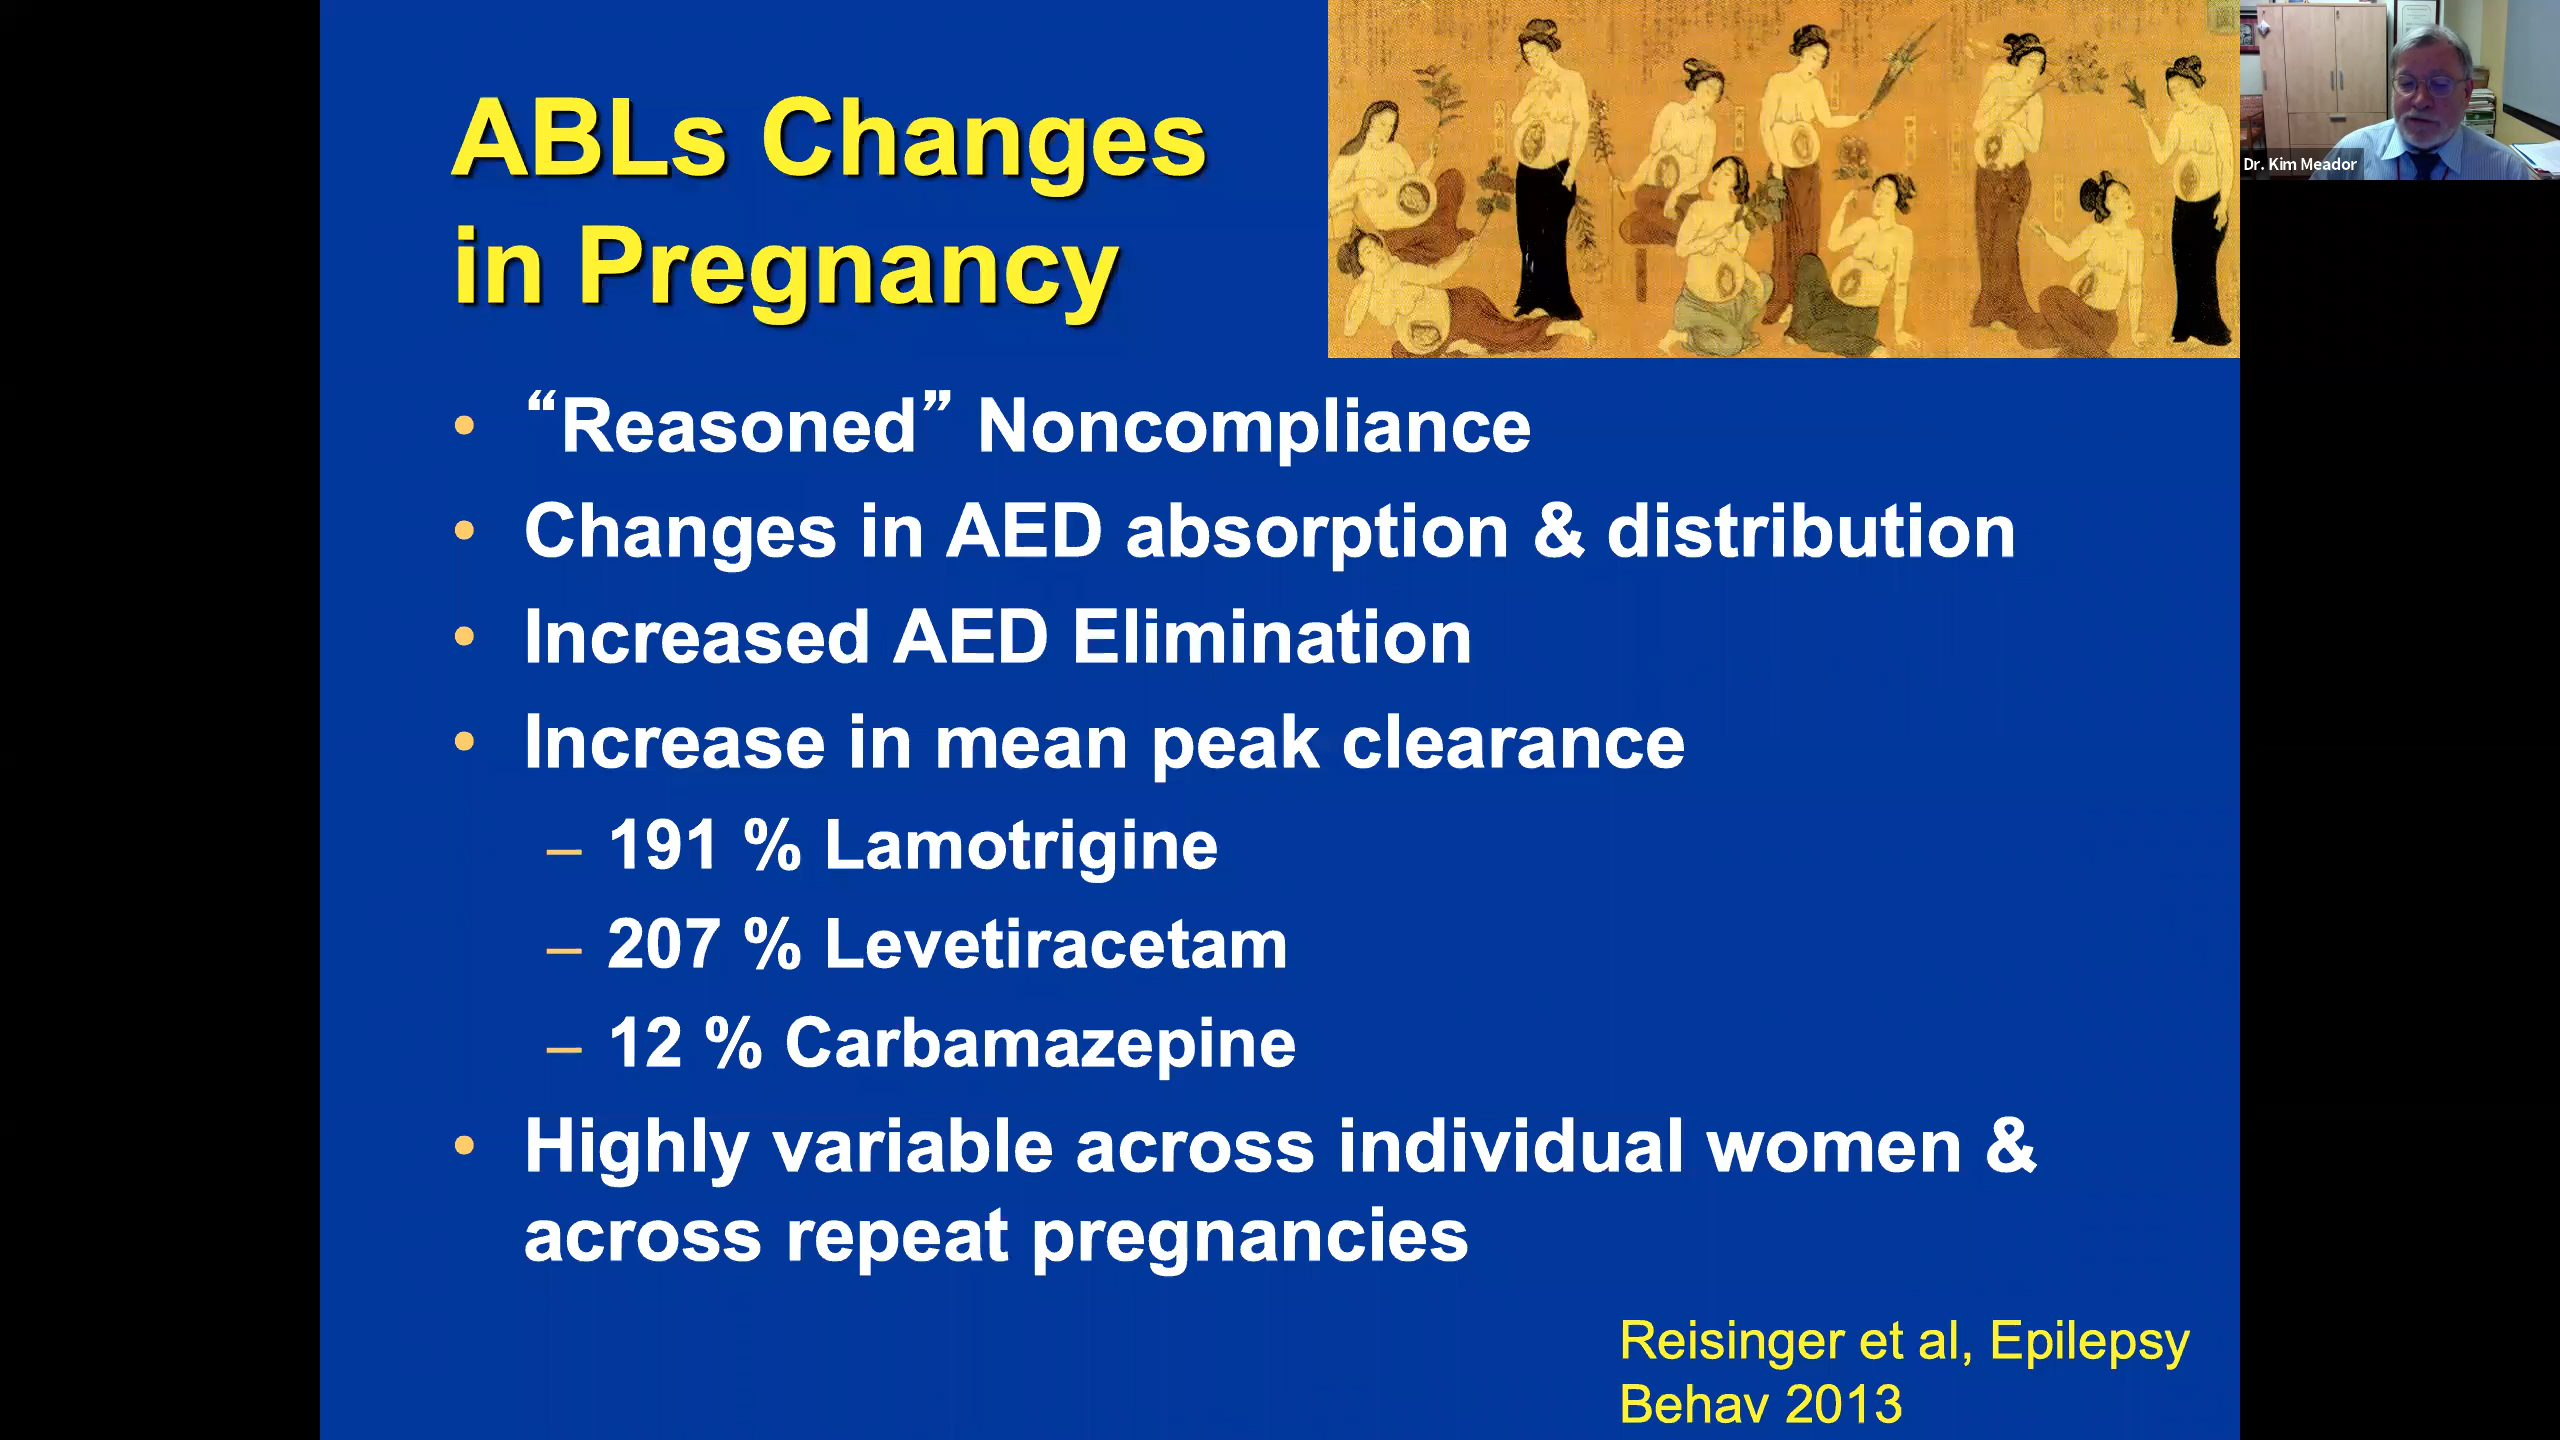 ABLs Changes
in Pregnancy
Dr. Kim Meador
• “Reasoned” Noncompliance
• Changes in AED absorption & distribution
• Increased AED Elimination
• Increase in mean peak clearance
– 191 % Lamotrigine
– 207 % Levetiracetam
– 12 % Carbamazepine
• Highly variable across individual women &
across repeat pregnancies
Reisinger et al, Epilepsy
Behav 2013